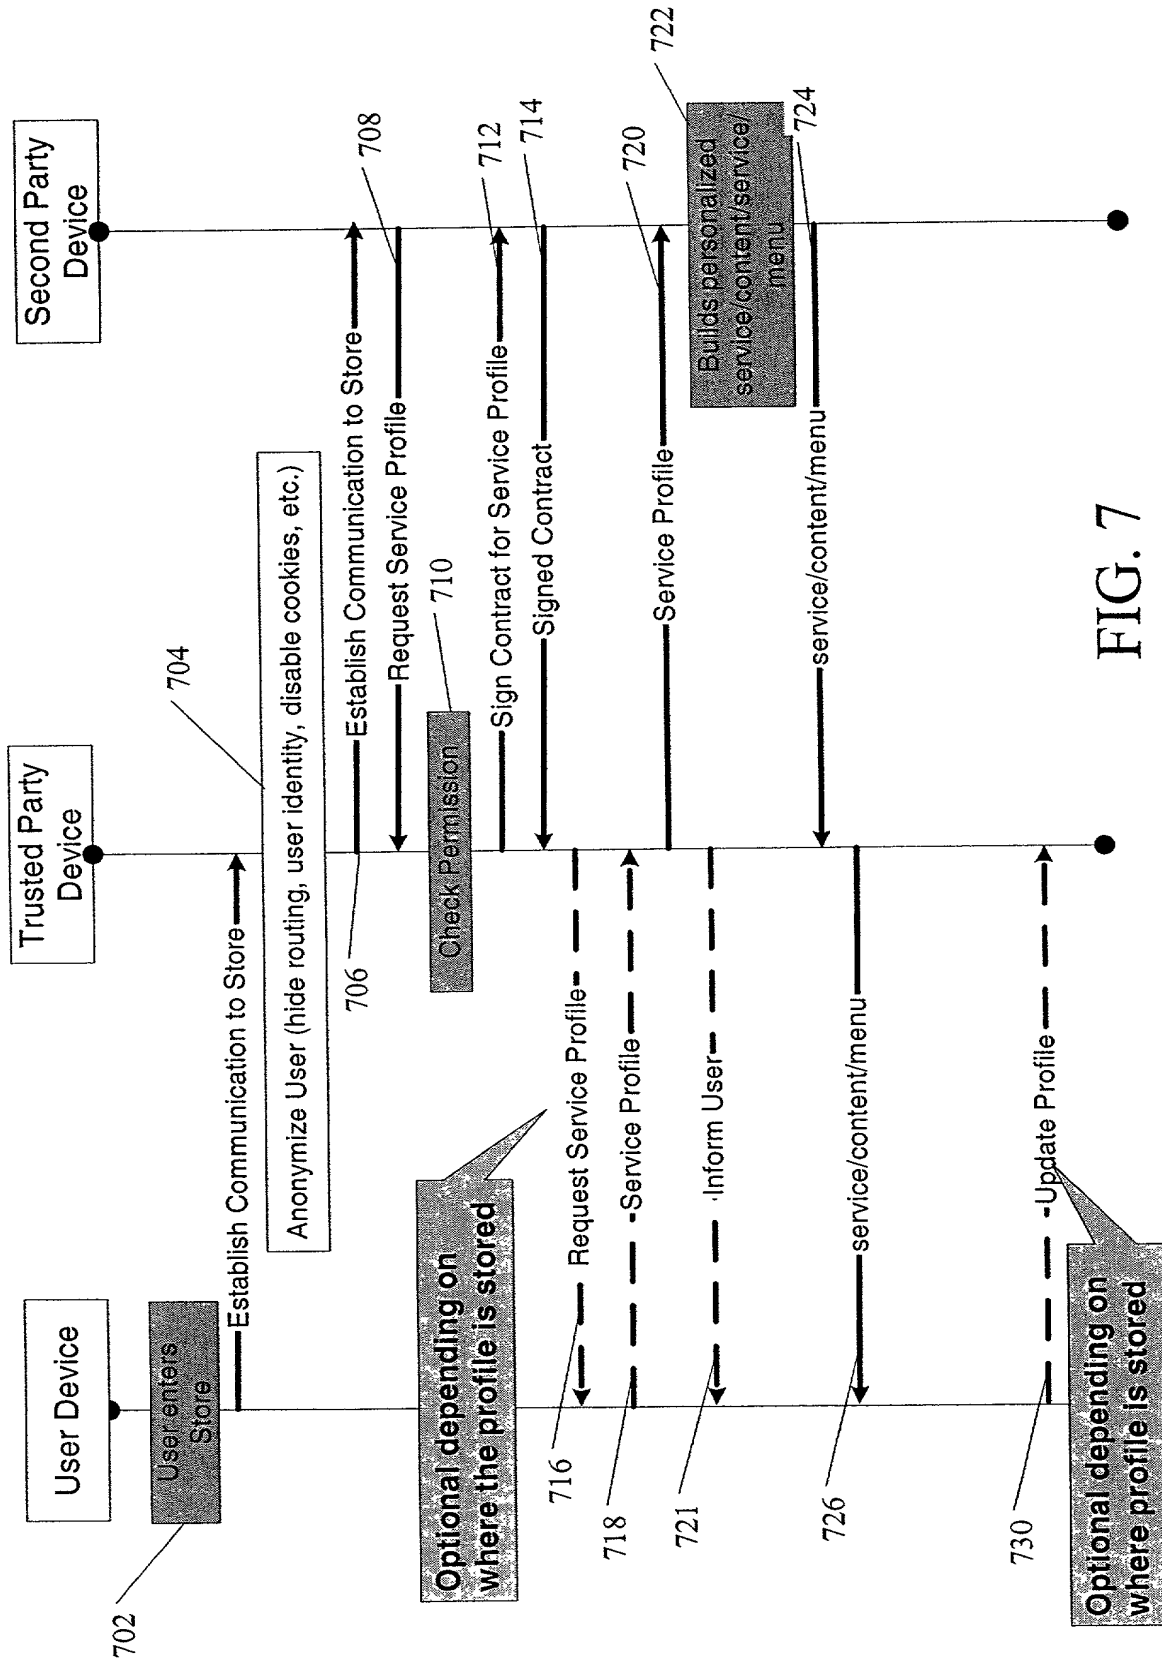 User Device
Trusted Party
Device
Second Party
Device
702
User enters
Store
Establish Communication to Store
704
Anonymize User (hide routing, user identity, disable cookies, etc.)
706
Establish Communication to Store
Request Service Profile
708
Check Permission
710
Sign Contract for Service Profile
712
Signed Contract
714
Optional depending on
where the profile is stored
716
Request Service Profile
718
Service Profile
Service Profile
720
721
Inform User
Builds personalized
service/content/service/
menu
722
service/content/menu
724
726
service/content/menu
730
Update Profile
Optional depending on
where profile is stored
FIG. 7